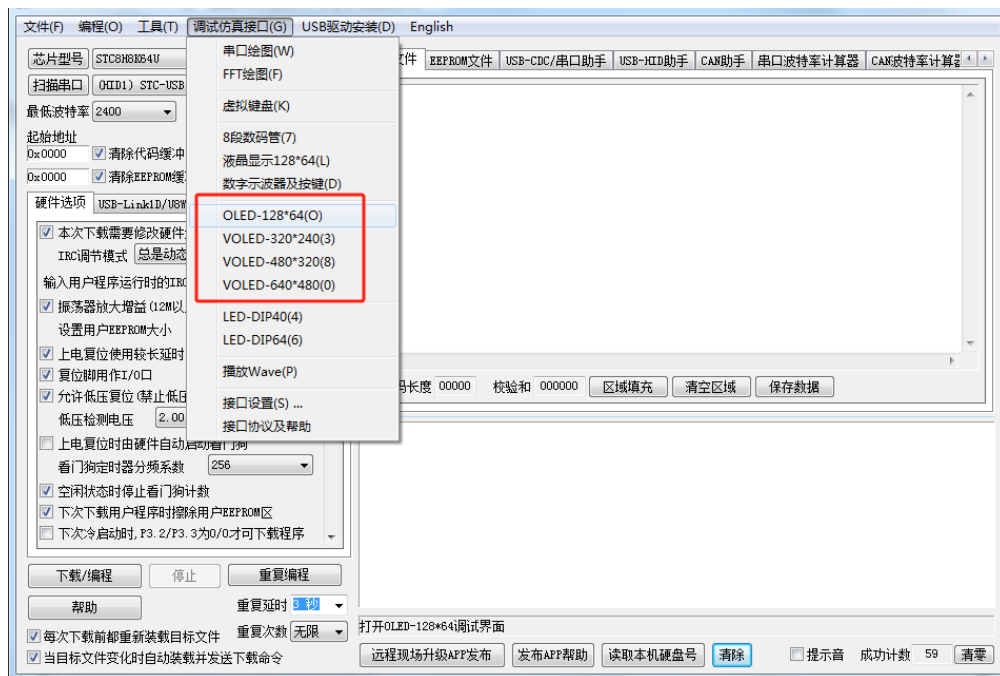 文件(F) 编程(O) 工具(T) 调试仿真接口(G) USB驱动安装(D) English
芯片型号 STC8H8K64U
扫描串口 (HID1) STC-USB
最低波特率 2400
起始地址
0x0000 清除代码缓冲
0x0000 清除EEPROM缓
硬件选项 USB-Link1D/U8W
本次下载需要修改硬件
IRC调节模式 总是动态
输入用户程序运行时的IRC
振荡器放大增益(12M以
设置用户EEPROM大小
上电复位使用较长延时
复位脚用作I/O口
允许低压复位(禁止低压
低压检测电压 2.00
上电复位时由硬件自动启动看门狗
看门狗定时器分频系数 256
空闲状态时停止看门狗计数
下次下载用户程序时擦除用户EEPROM区
下次冷启动时,P3.2/P3.3为0/0才可下载程序
下载/编程 停止 重复编程
帮助 重复延时 3 秒
每次下载前都重新装载目标文件 重复次数 无限
当目标文件变化时自动装载并发送下载命令
串口绘图(W)
FFT绘图(F)
虚拟键盘(K)
8段数码管(7)
液晶显示128*64(L)
数字示波器及按键(D)
OLED-128*64(O)
VOLED-320*240(3)
VOLED-480*320(8)
VOLED-640*480(0)
LED-DIP40(4)
LED-DIP64(6)
播放Wave(P)
接口设置(S) ...
接口协议及帮助
文件 EEPROM文件 USB-CDC/串口助手 USB-HID助手 CAN助手 串口波特率计算器 CAN波特率计算器
码长度 00000 校验和 000000 区域填充 清空区域 保存数据
打开OLED-128*64调试界面
远程现场升级APP发布 发布APP帮助 读取本机硬盘号 清除 提示音 成功计数 59 清零